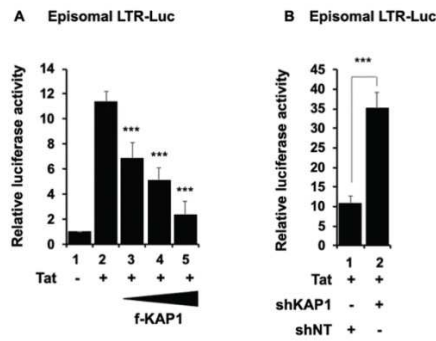 A Episomal LTR-Luc
Relative luciferase activity
14
12
10
8
6
4
2
0
***
***
***
1 2 3 4 5
Tat - + + + +
f-KAP1
B Episomal LTR-Luc
Relative luciferase activity
45
40
35
30
25
20
15
10
5
0
***
1 2
Tat + +
shKAP1 - +
shNT + -